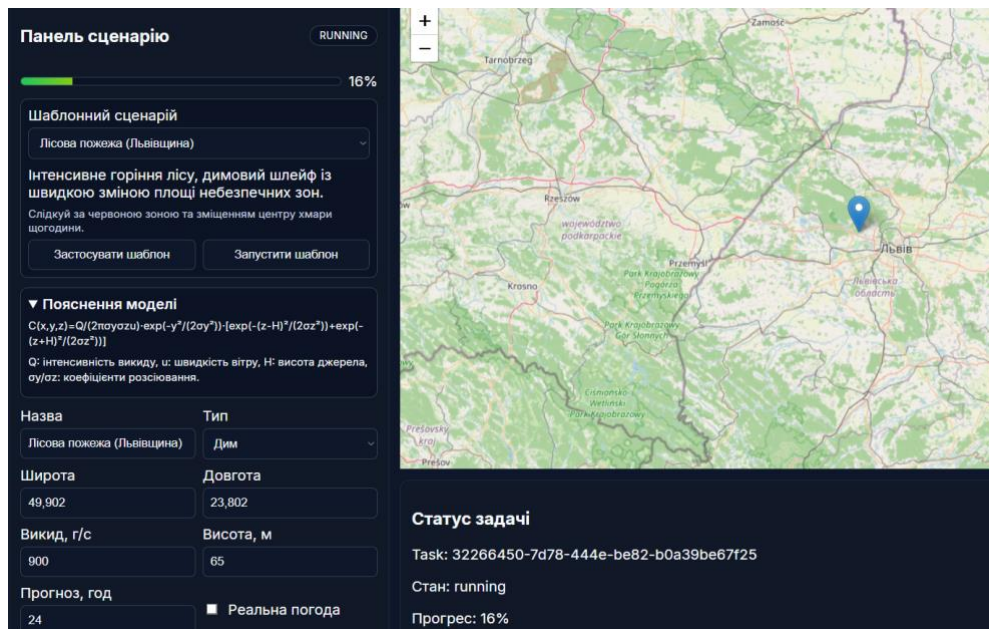 Панель сценарію
RUNNING
16%
Шаблонний сценарій
Лісова пожежа (Львівщина)
Інтенсивне горіння лісу, димовий шлейф із
швидкою зміною площі небезпечних зон.
Слідкуй за червоною зоною та зміщенням центру хмари
щогодини.
Застосувати шаблон
Запустити шаблон
▼ Пояснення моделі
C(x,y,z)=Q/(2πσyσzu)·exp(-y²/(2σy²))·[exp(-(z-H)²/(2σz²))+exp(-
(z+H)²/(2σz²))]
Q: інтенсивність викиду, u: швидкість вітру, H: висота джерела,
σy/σz: коефіцієнти розсіювання.
Назва
Тип
Лісова пожежа (Львівщина)
Дим
Широта
Довгота
49,902
23,802
Викид, г/с
Висота, м
900
65
Прогноз, год
24
Реальна погода
+
−
Zamość
Tarnobrzeg
Rzeszów
województwo
podkarpackie
Przemyśl
Krosno
Park Krajobrazowy
Pogórza
Przemyskiego
Львів
Львівська
область
Park Krajobrazowy
Gór Słonnych
Ciśniańsko
Wetliński
Park Krajobrazowy
Prešovský
kraj
Prešov
Статус задачі
Task: 32266450-7d78-444e-be82-b0a39be67f25
Стан: running
Прогрес: 16%